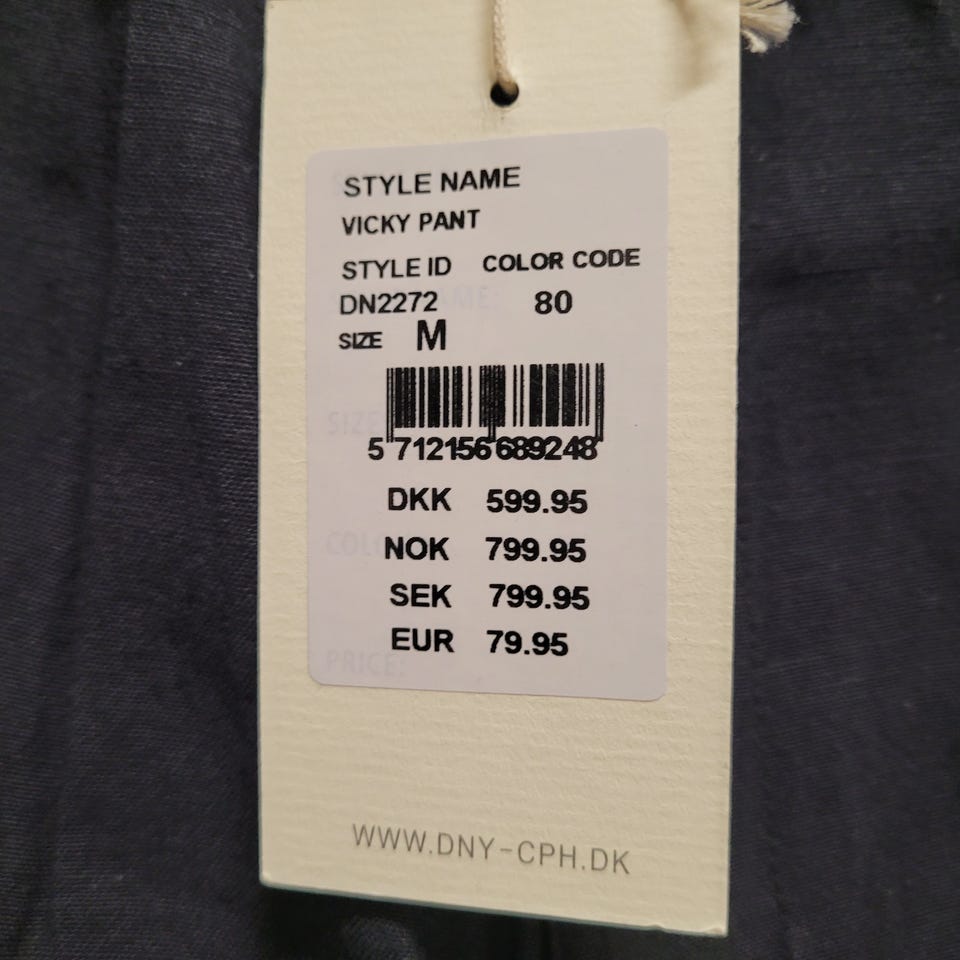 STYLE NAME
VICKY PANT
STYLE ID COLOR CODE
DN2272 80
SIZE M
5 712156 689248
DKK 599.95
NOK 799.95
SEK 799.95
EUR 79.95
WWW.DNY-CPH.DK